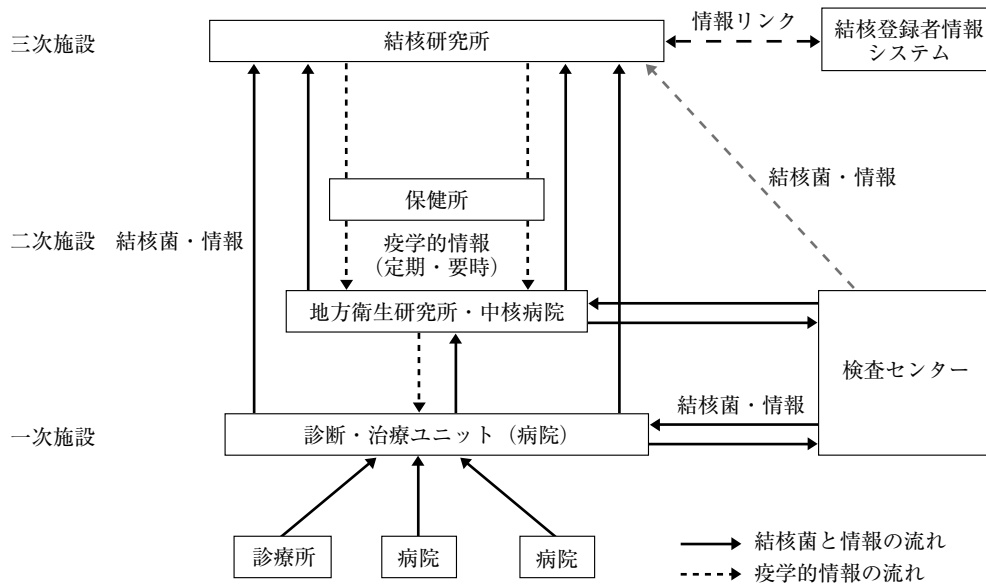 三次施設
結核研究所
情報リンク
結核登録者情報
システム
結核菌・情報
保健所
二次施設
結核菌・情報
疫学的情報
（定期・要時）
地方衛生研究所・中核病院
検査センター
結核菌・情報
一次施設
診断・治療ユニット（病院）
診療所
病院
病院
結核菌と情報の流れ
疫学的情報の流れ